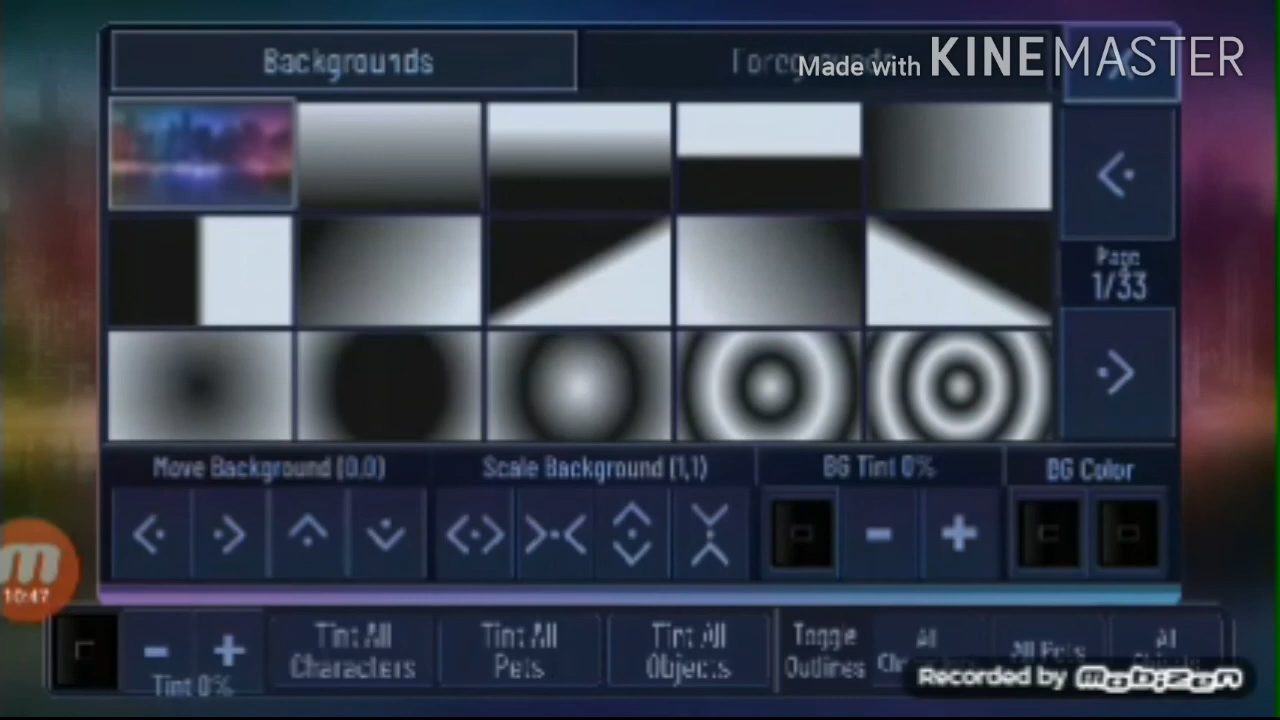 Backgrounds
Foregrounds
Made with KINEMASTER
Page
1/33
Move Background (0,0)
Scale Background (1,1)
BG Tint 0%
BG Color
10:47
Tint 0%
Tint All
Characters
Tint All
Pets
Tint All
Objects
Toggle
Outlines
All
All Pets
All
Recorded by Mobizen